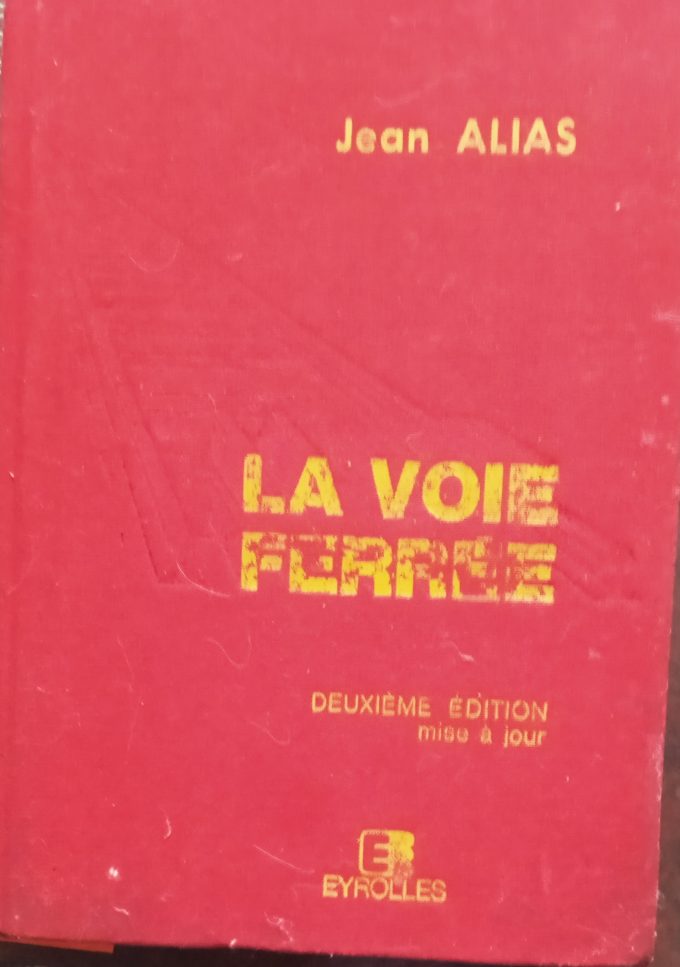 Jean ALIAS
LA VOIE
FERRÉE
DEUXIÈME ÉDITION
mise à jour
EYROLLES